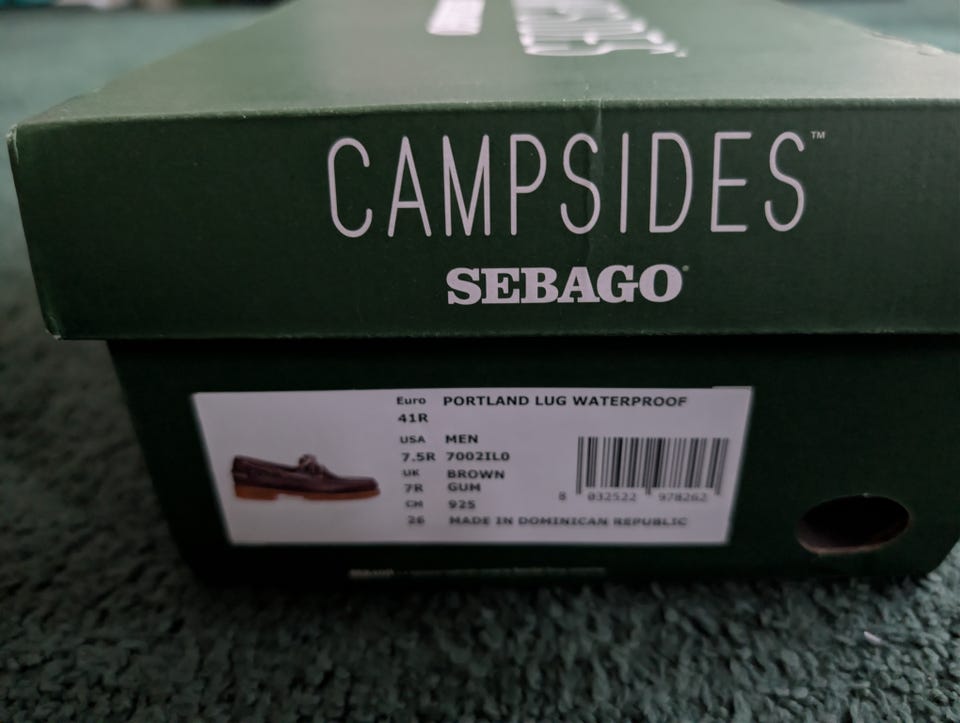 CAMPSIDES™
SEBAGO®
Euro PORTLAND LUG WATERPROOF
41R
USA MEN
7.5R 7002IL0
UK BROWN
7R GUM
CH 925
26 MADE IN DOMINICAN REPUBLIC
8 032522 978262